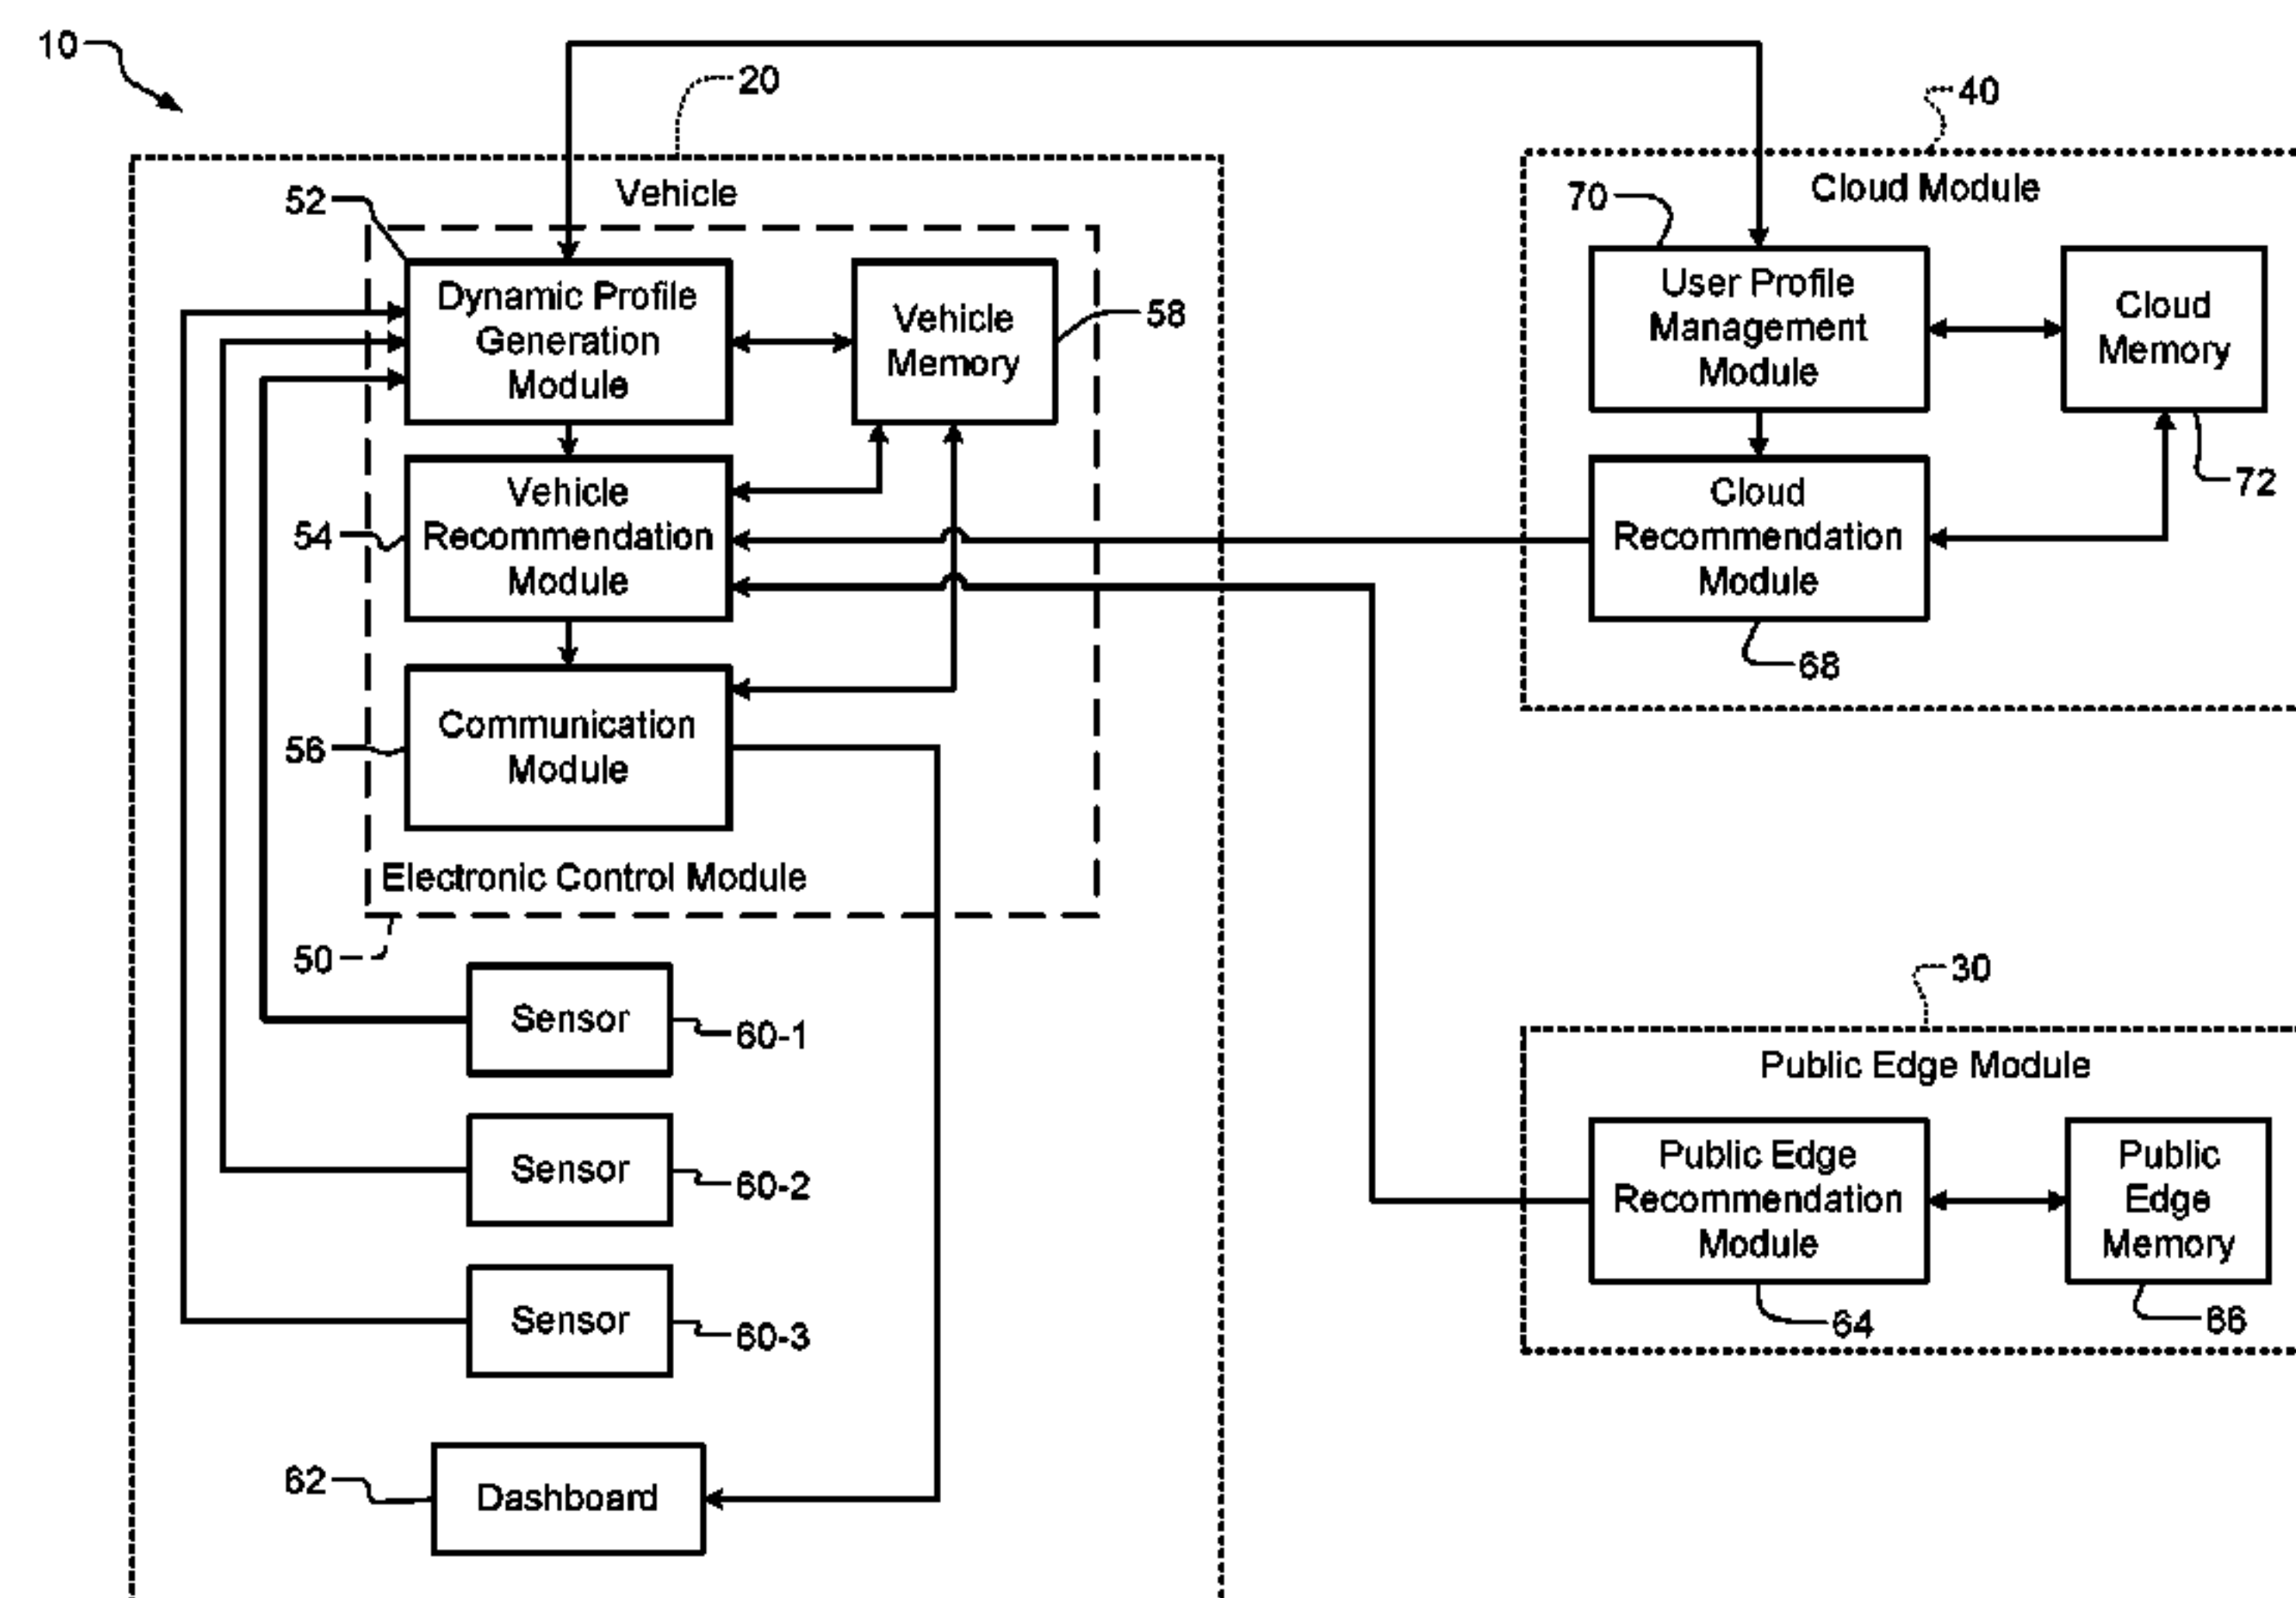 10
20
40
Vehicle
Cloud Module
52
70
Dynamic Profile
Generation
Module
Vehicle
Memory
58
User Profile
Management
Module
Cloud
Memory
72
54
Vehicle
Recommendation
Module
Cloud
Recommendation
Module
68
56
Communication
Module
Electronic Control Module
50
30
Sensor
60-1
Public Edge Module
Sensor
60-2
Public Edge
Recommendation
Module
Public
Edge
Memory
64
66
Sensor
60-3
62
Dashboard